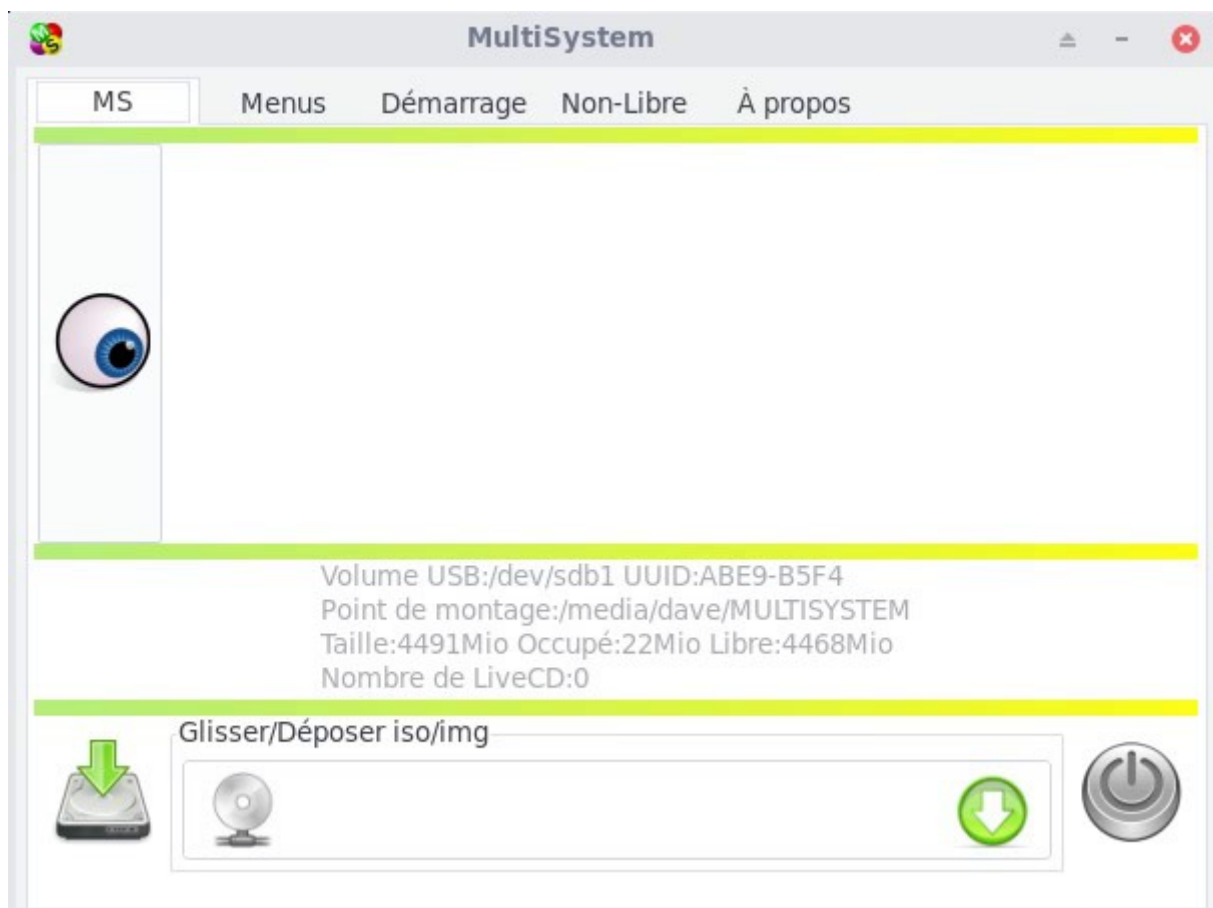 MultiSystem
MS Menus Démarrage Non-Libre À propos
Volume USB:/dev/sdb1 UUID:ABE9-B5F4
Point de montage:/media/dave/MULTISYSTEM
Taille:4491Mio Occupé:22Mio Libre:4468Mio
Nombre de LiveCD:0
Glisser/Déposer iso/img